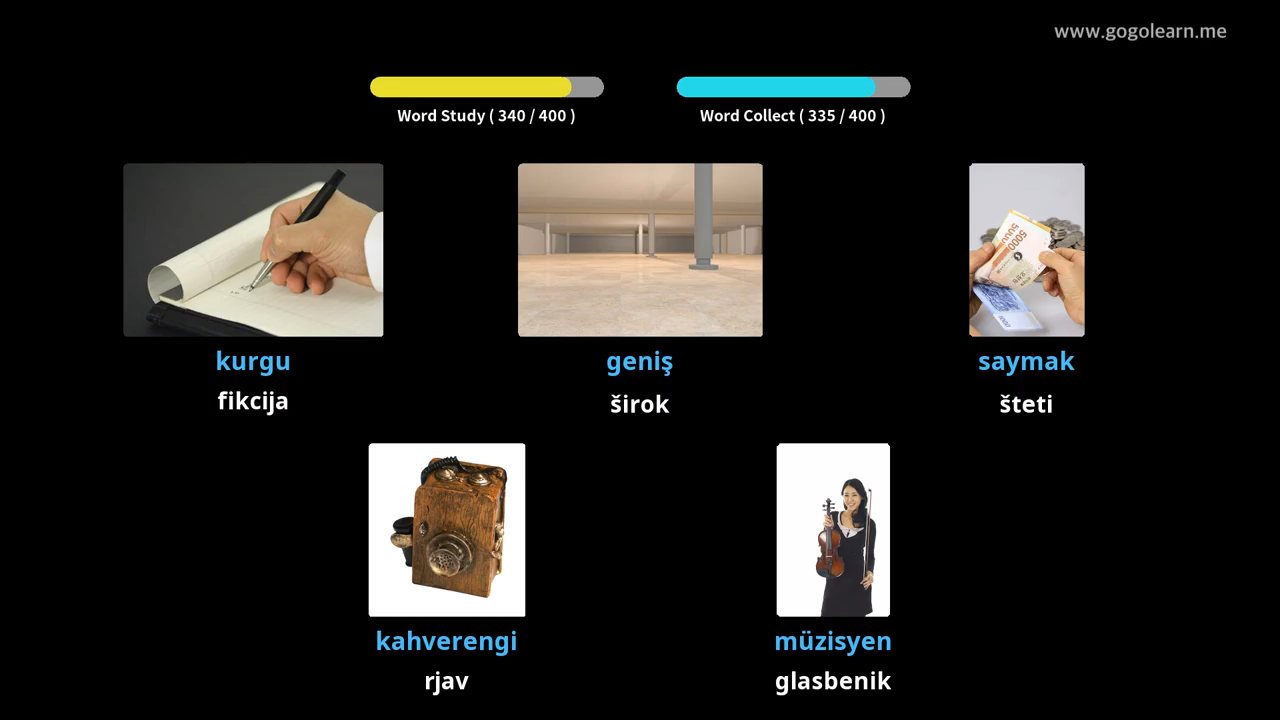 www.gogolearn.me
Word Study ( 340 / 400 )
Word Collect ( 335 / 400 )
kurgu
fikcija
geniş
širok
saymak
šteti
kahverengi
rjav
müzisyen
glasbenik